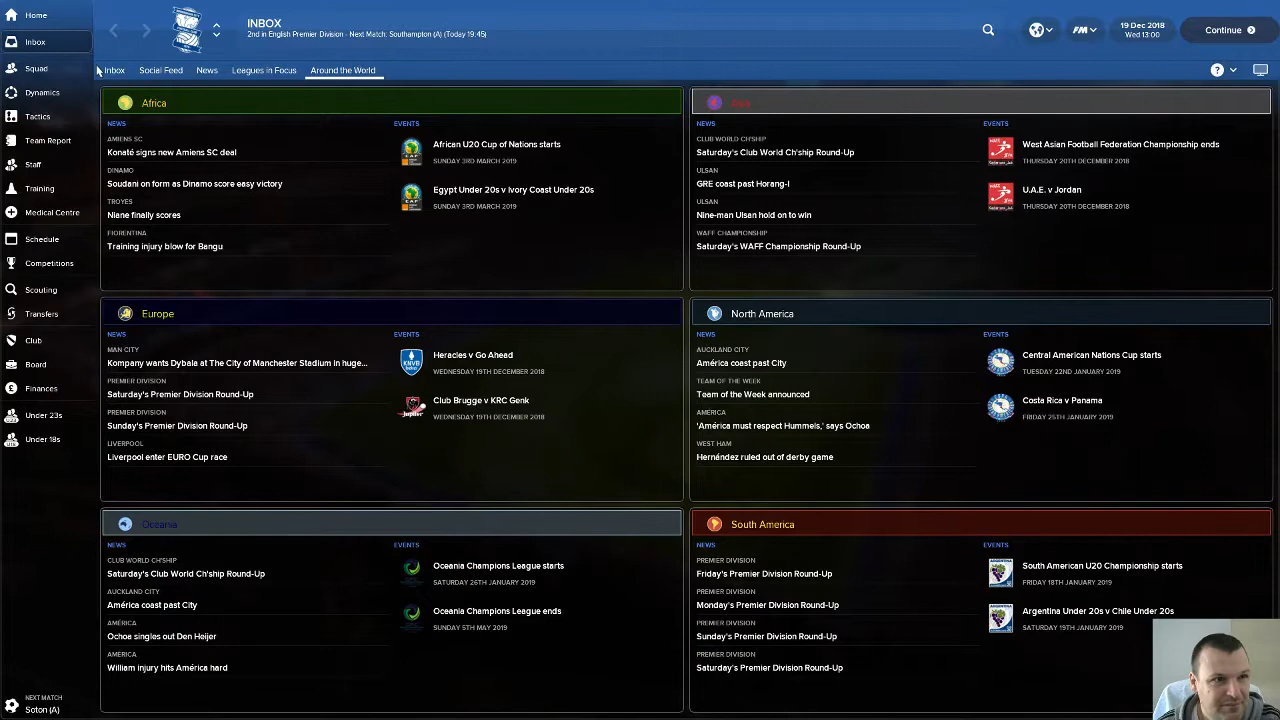 Home
Inbox
Squad
Dynamics
Tactics
Team Report
Staff
Training
Medical Centre
Schedule
Competitions
Scouting
Transfers
Club
Board
Finances
Under 23s
Under 18s
NEXT MATCH
Soton (A)
INBOX
2nd in English Premier Division - Next Match: Southampton (A) (Today 19:45)
FM
19 Dec 2018
Wed 13:00
Continue
Inbox Social Feed News Leagues in Focus Around the World
?
Africa
NEWS
AMIENS SC
Konaté signs new Amiens SC deal
DINAMO
Soudani on form as Dinamo score easy victory
TROYES
Niane finally scores
FIORENTINA
Training injury blow for Bangu
EVENTS
African U20 Cup of Nations starts
SUNDAY 3RD MARCH 2019
Egypt Under 20s v Ivory Coast Under 20s
SUNDAY 3RD MARCH 2019
Asia
NEWS
CLUB WORLD CH'SHIP
Saturday's Club World Ch'ship Round-Up
ULSAN
GRE coast past Horang-I
ULSAN
Nine-man Ulsan hold on to win
WAFF CHAMPIONSHIP
Saturday's WAFF Championship Round-Up
EVENTS
West Asian Football Federation Championship ends
THURSDAY 20TH DECEMBER 2018
U.A.E. v Jordan
THURSDAY 20TH DECEMBER 2018
Europe
NEWS
MAN CITY
Kompany wants Dybala at The City of Manchester Stadium in huge...
PREMIER DIVISION
Saturday's Premier Division Round-Up
PREMIER DIVISION
Sunday's Premier Division Round-Up
LIVERPOOL
Liverpool enter EURO Cup race
EVENTS
Heracles v Go Ahead
WEDNESDAY 19TH DECEMBER 2018
Club Brugge v KRC Genk
WEDNESDAY 19TH DECEMBER 2018
North America
NEWS
AUCKLAND CITY
América coast past City
TEAM OF THE WEEK
Team of the Week announced
AMÉRICA
'América must respect Hummels,' says Ochoa
WEST HAM
Hernández ruled out of derby game
EVENTS
Central American Nations Cup starts
TUESDAY 22ND JANUARY 2019
Costa Rica v Panama
FRIDAY 25TH JANUARY 2019
Oceania
NEWS
CLUB WORLD CH'SHIP
Saturday's Club World Ch'ship Round-Up
AUCKLAND CITY
América coast past City
AMÉRICA
Ochoa singles out Den Heijer
AMÉRICA
William injury hits América hard
EVENTS
Oceania Champions League starts
SATURDAY 26TH JANUARY 2019
Oceania Champions League ends
SUNDAY 5TH MAY 2019
South America
NEWS
PREMIER DIVISION
Friday's Premier Division Round-Up
PREMIER DIVISION
Monday's Premier Division Round-Up
PREMIER DIVISION
Sunday's Premier Division Round-Up
PREMIER DIVISION
Saturday's Premier Division Round-Up
EVENTS
South American U20 Championship starts
FRIDAY 18TH JANUARY 2019
Argentina Under 20s v Chile Under 20s
SATURDAY 19TH JANUARY 2019